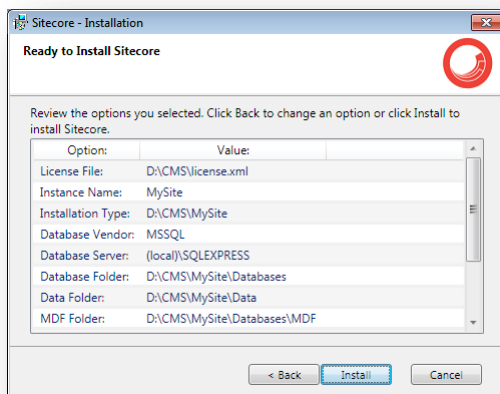 Sitecore - Installation
Ready to Install Sitecore
Review the options you selected. Click Back to change an option or click Install to
install Sitecore.
Option: Value:
License File: D:\CMS\license.xml
Instance Name: MySite
Installation Type: D:\CMS\MySite
Database Vendor: MSSQL
Database Server: (local)\SQLEXPRESS
Database Folder: D:\CMS\MySite\Databases
Data Folder: D:\CMS\MySite\Data
MDF Folder: D:\CMS\MySite\Databases\MDF
< Back Install Cancel